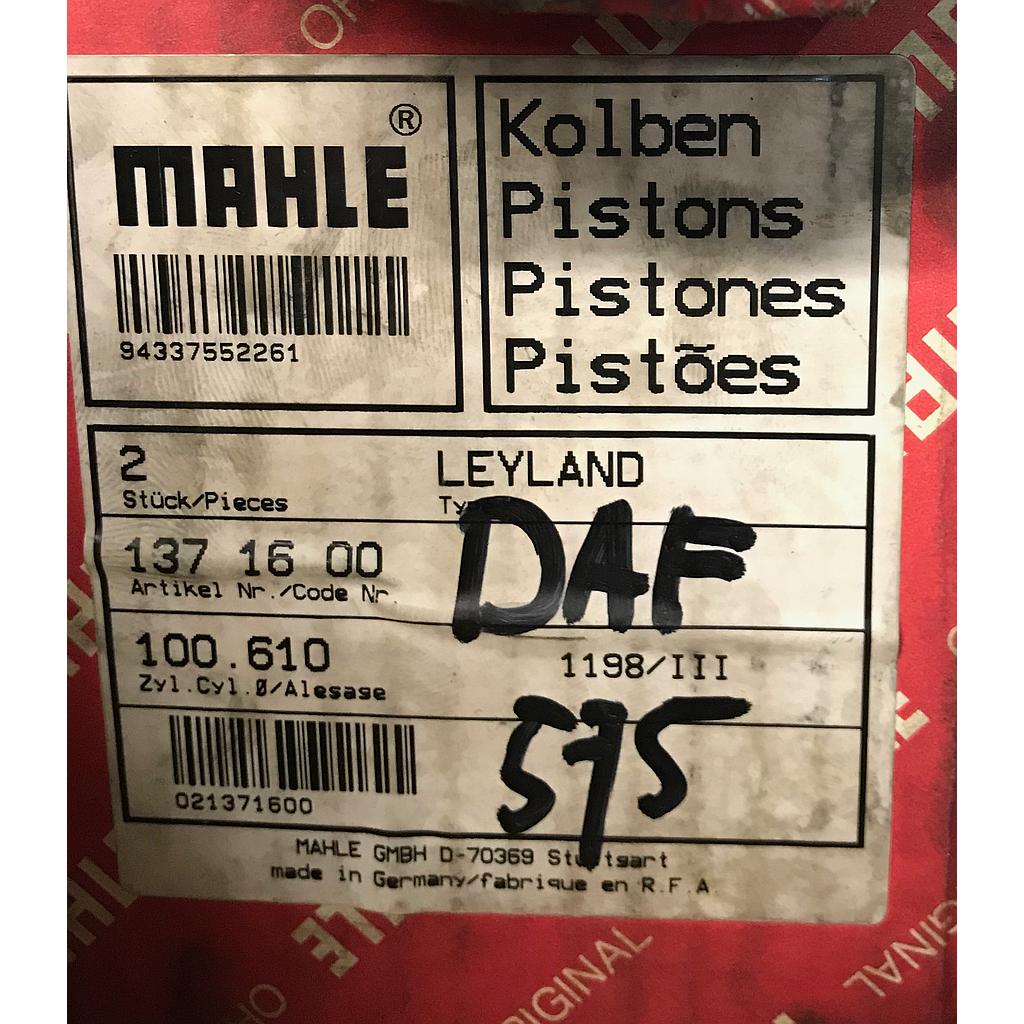 MAHLE®
94337552261
Kolben
Pistons
Pistones
Pistões
2
Stück/Pieces
LEYLAND
DAF
137 16 00
Artikel Nr./Code Nr.
100.610
Zyl.Cyl.Ø/Alesage
1198/III
575
021371600
MAHLE GMBH D-70369 Stuttgart
made in Germany/fabrique en R.F.A.
ORIGINAL